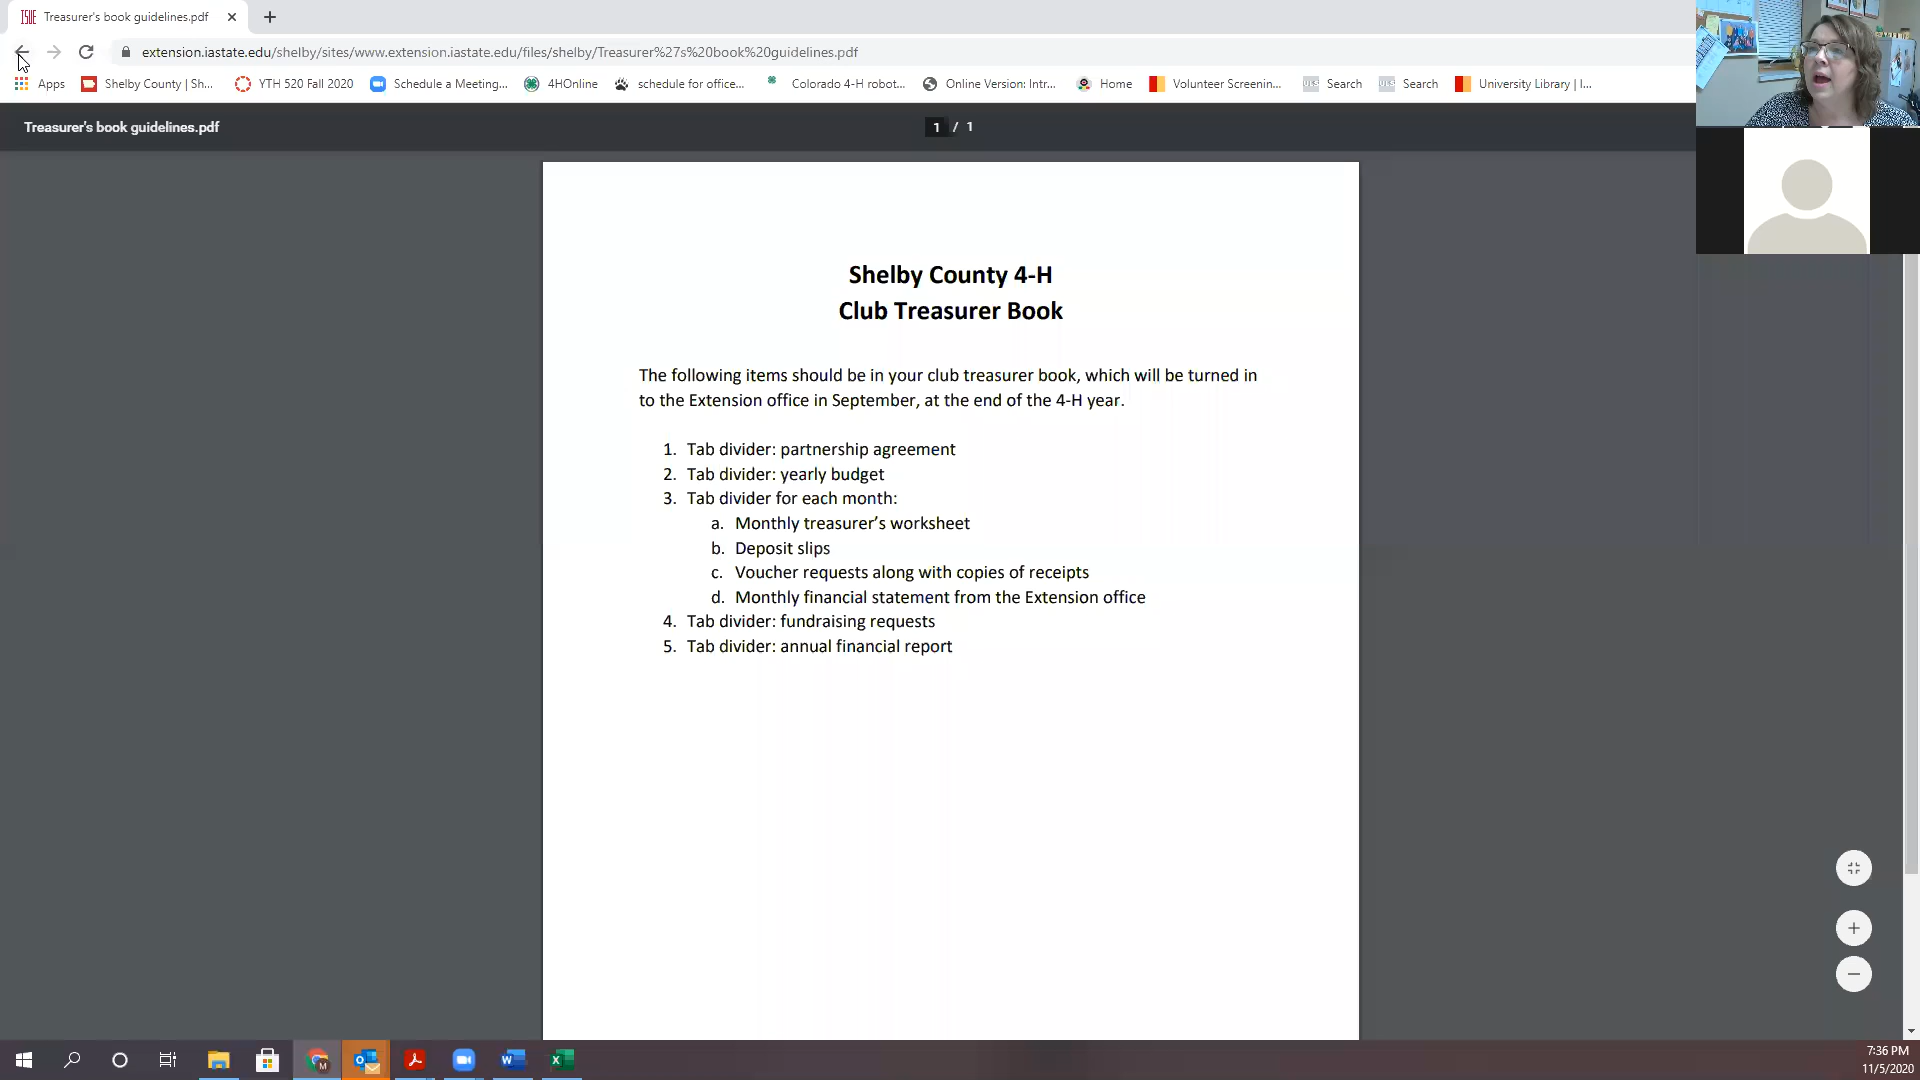 Treasurer's book guidelines.pdf
extension.iastate.edu/shelby/sites/www.extension.iastate.edu/files/shelby/Treasurer%27s%20book%20guidelines.pdf
Apps Shelby County | Sh... YTH 520 Fall 2020 Schedule a Meeting... 4HOnline schedule for office... Colorado 4-H robot... Online Version: Intr... Home Volunteer Screenin... Search Search University Library | I...
Treasurer's book guidelines.pdf 1 / 1
Shelby County 4-H
Club Treasurer Book
The following items should be in your club treasurer book, which will be turned in
to the Extension office in September, at the end of the 4-H year.
1. Tab divider: partnership agreement
2. Tab divider: yearly budget
3. Tab divider for each month:
a. Monthly treasurer’s worksheet
b. Deposit slips
c. Voucher requests along with copies of receipts
d. Monthly financial statement from the Extension office
4. Tab divider: fundraising requests
5. Tab divider: annual financial report
7:36 PM
11/5/2020